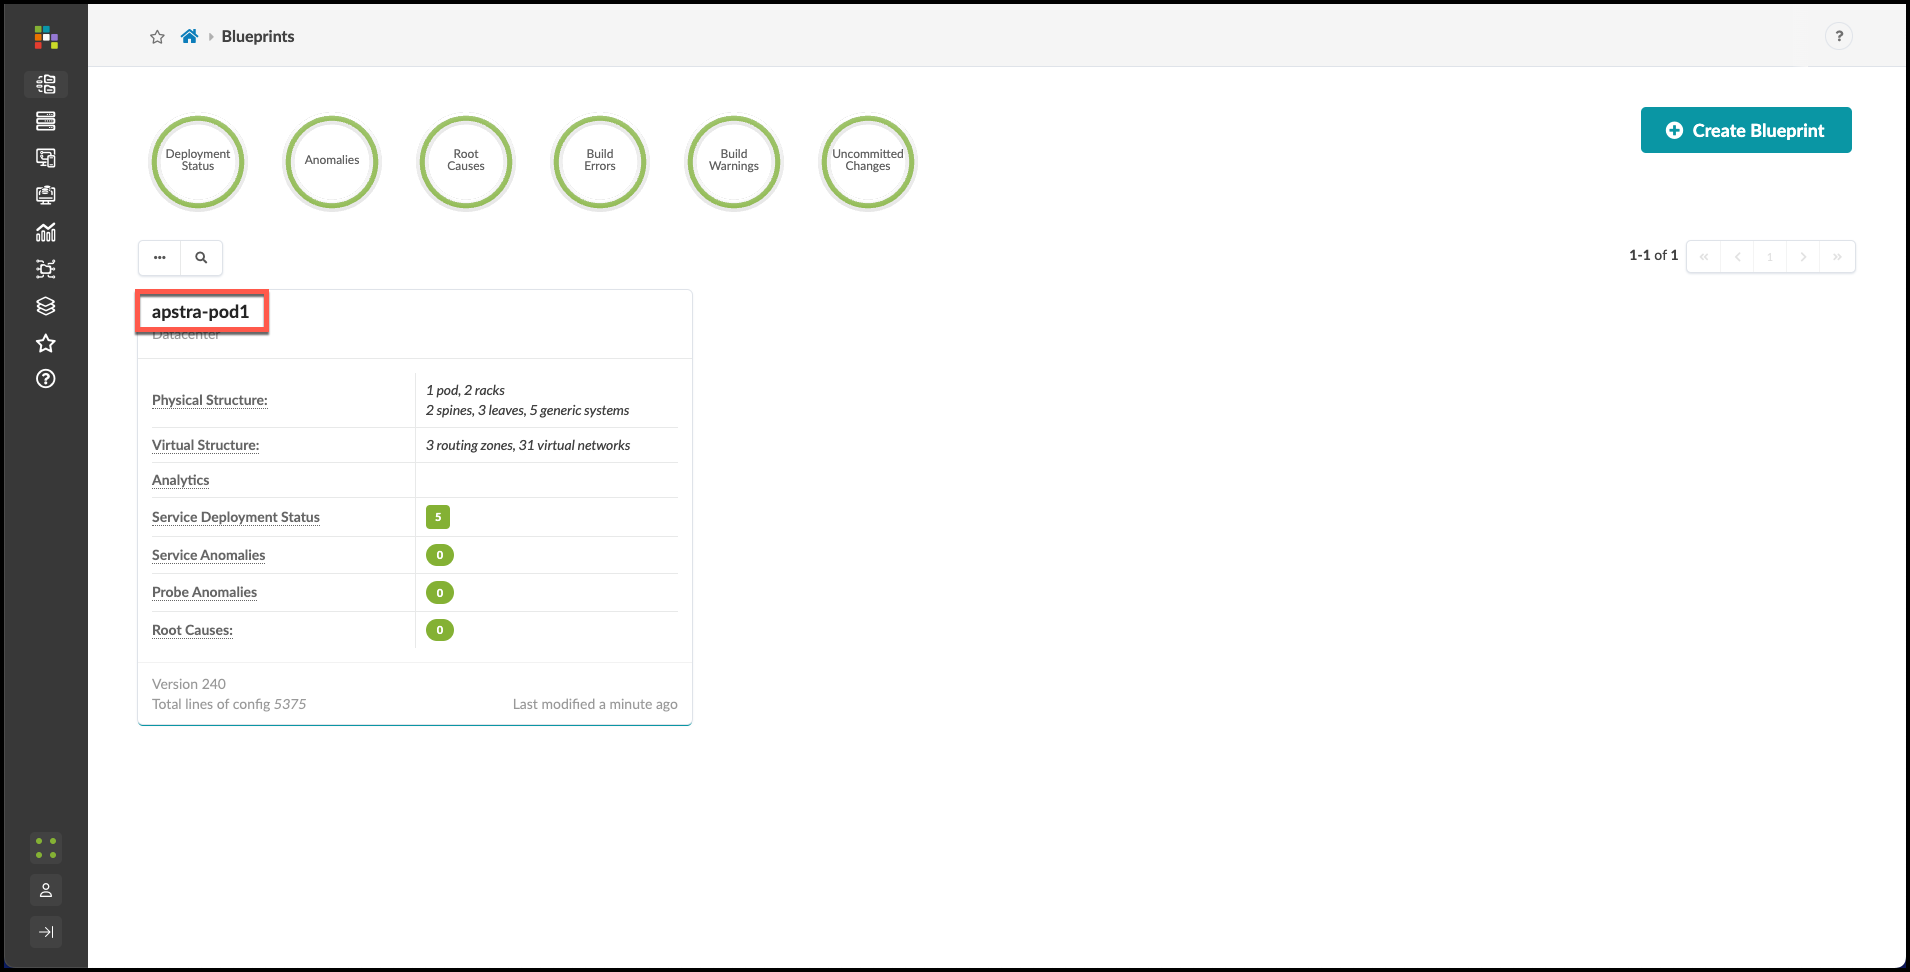 Blueprints
?
Deployment
Status
Anomalies
Root
Causes
Build
Errors
Build
Warnings
Uncommitted
Changes
Create Blueprint
1-1 of 1
« ‹ 1 › »
apstra-pod1
Datacenter
Physical Structure:
1 pod, 2 racks
2 spines, 3 leaves, 5 generic systems
Virtual Structure:
3 routing zones, 31 virtual networks
Analytics
Service Deployment Status
5
Service Anomalies
0
Probe Anomalies
0
Root Causes:
0
Version 240
Total lines of config 5375
Last modified a minute ago